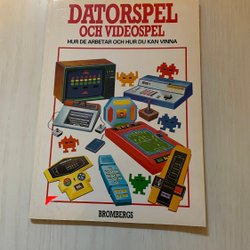 DATORSPEL
OCH VIDEOSPEL
HUR DE ARBETAR OCH HUR DU KAN VINNA
BROMBERGS